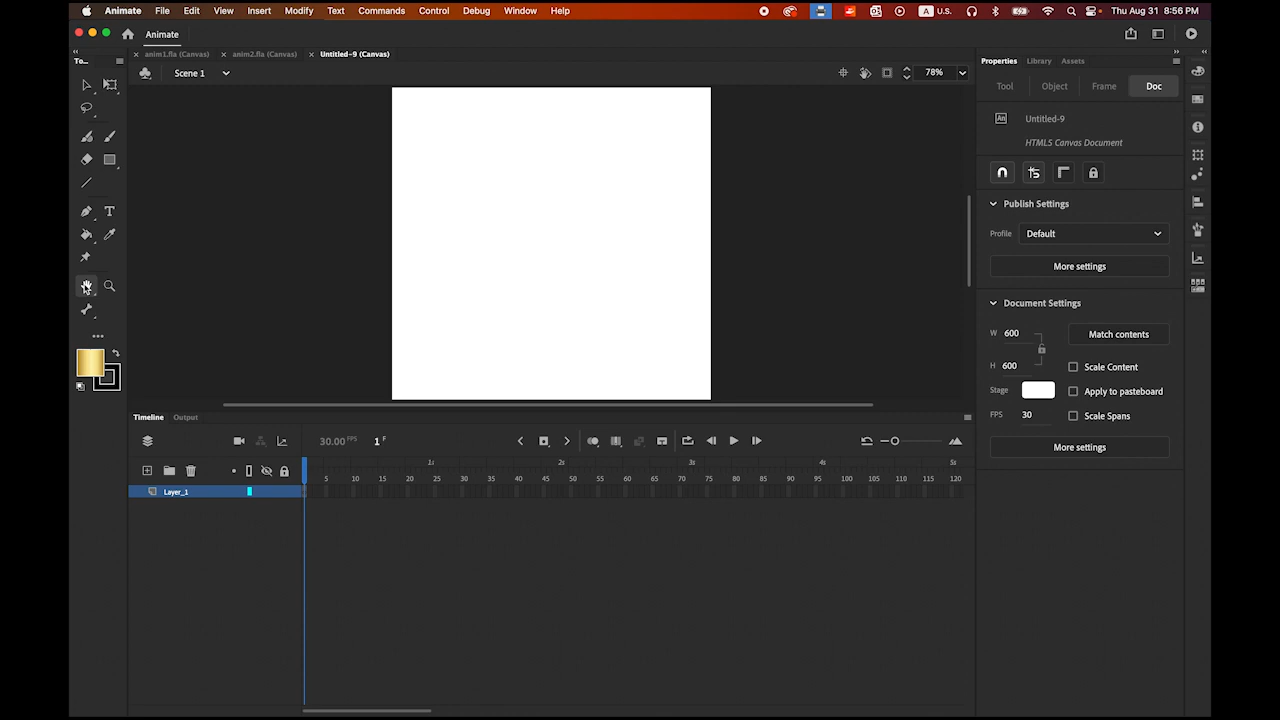 Animate File Edit View Insert Modify Text Commands Control Debug Window Help A U.S. Thu Aug 31 8:56 PM
Animate
anim1.fla (Canvas) anim2.fla (Canvas) Untitled-9 (Canvas)
To...
Properties Library Assets
Scene 1 78%
Tool Object Frame Doc
An Untitled-9
HTML5 Canvas Document
Publish Settings
Profile Default
More settings
Document Settings
W 600 Match contents
H 600 Scale Content
Stage Apply to pasteboard
FPS 30 Scale Spans
More settings
T
Timeline Output
30.00 FPS 1 F
1s 2s 3s 4s 5s
5 10 15 20 25 30 35 40 45 50 55 60 65 70 75 80 85 90 95 100 105 110 115 120
Layer_1